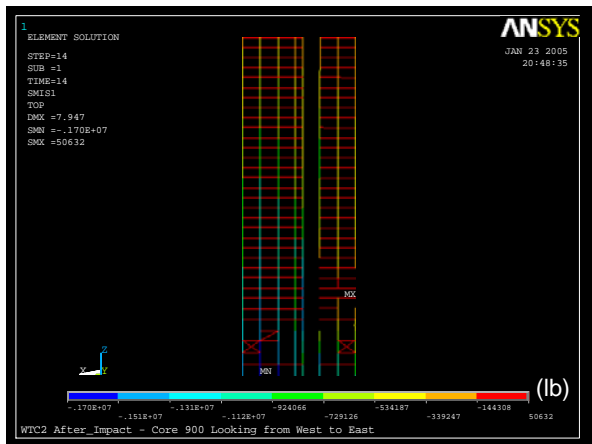 1
ANSYS
ELEMENT SOLUTION
JAN 23 2005
20:48:35
STEP=14
SUB =1
TIME=14
SMIS1
TOP
DMX =7.947
SMN =-.170E+07
SMX =50632
MX
Z
X Y
MN
(lb)
-.170E+07 -.131E+07 -924066 -534187 -144308
-.151E+07 -.112E+07 -729126 -339247 50632
WTC2 After_Impact - Core 900 Looking from West to East